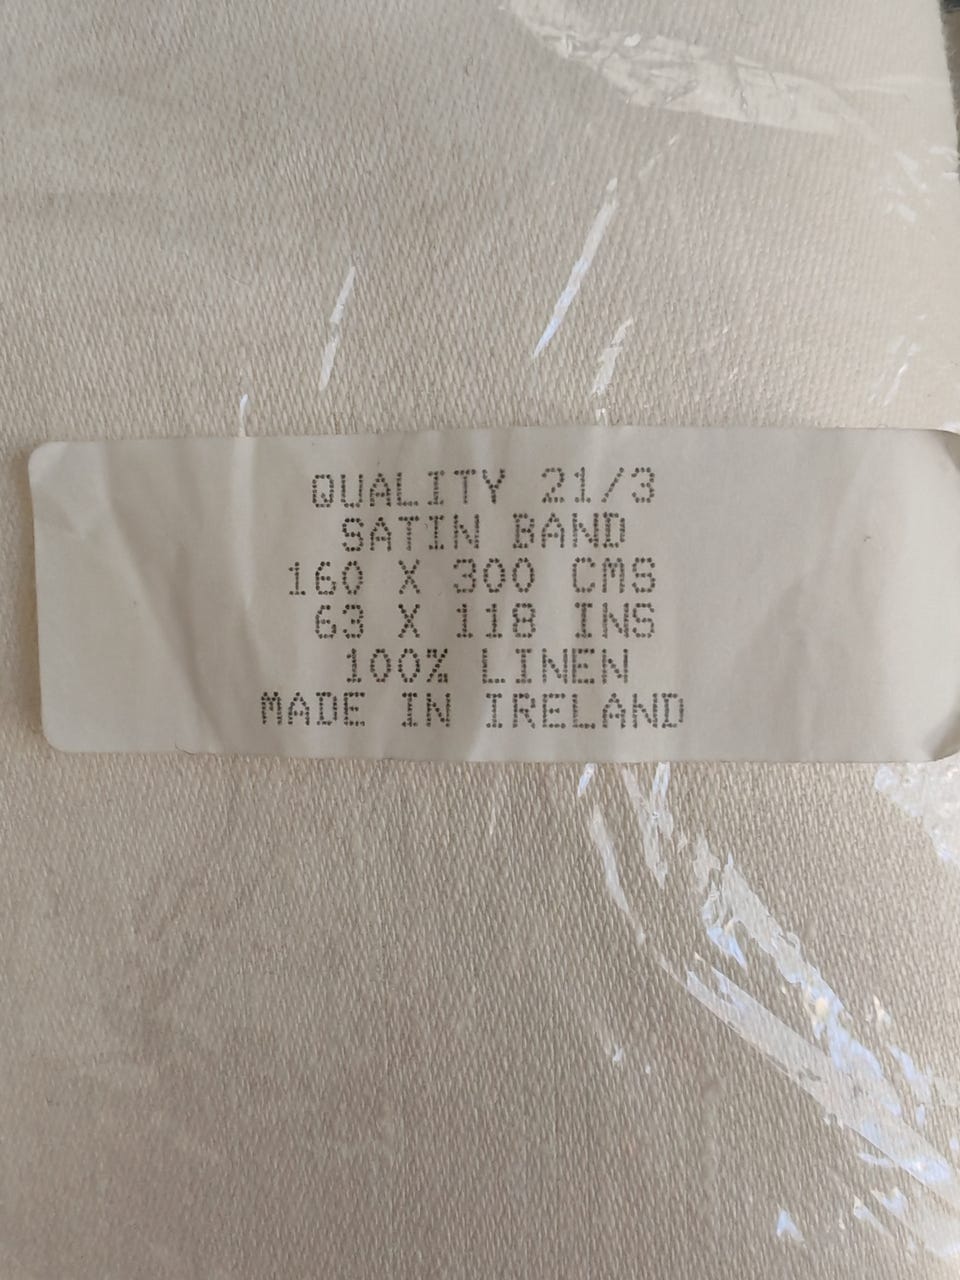 QUALITY 21/3
SATIN BAND
160 X 300 CMS
63 X 118 INS
100% LINEN
MADE IN IRELAND